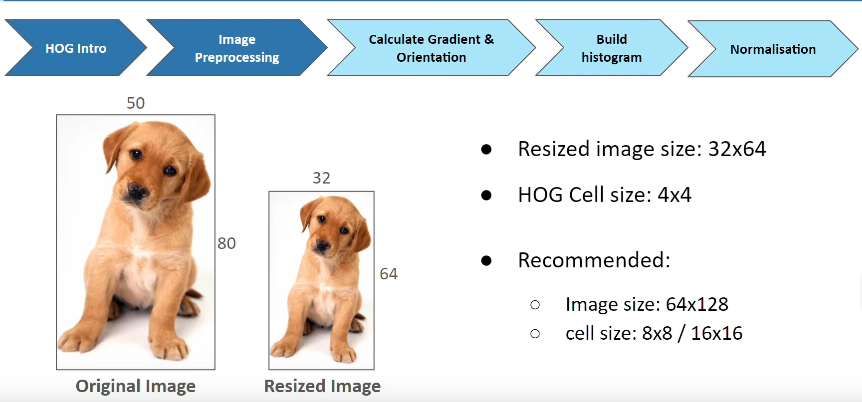 HOG Intro
Image
Preprocessing
Calculate Gradient &
Orientation
Build
histogram
Normalisation
50
80
Original Image
32
64
Resized Image
● Resized image size: 32x64
● HOG Cell size: 4x4
● Recommended:
○ Image size: 64x128
○ cell size: 8x8 / 16x16